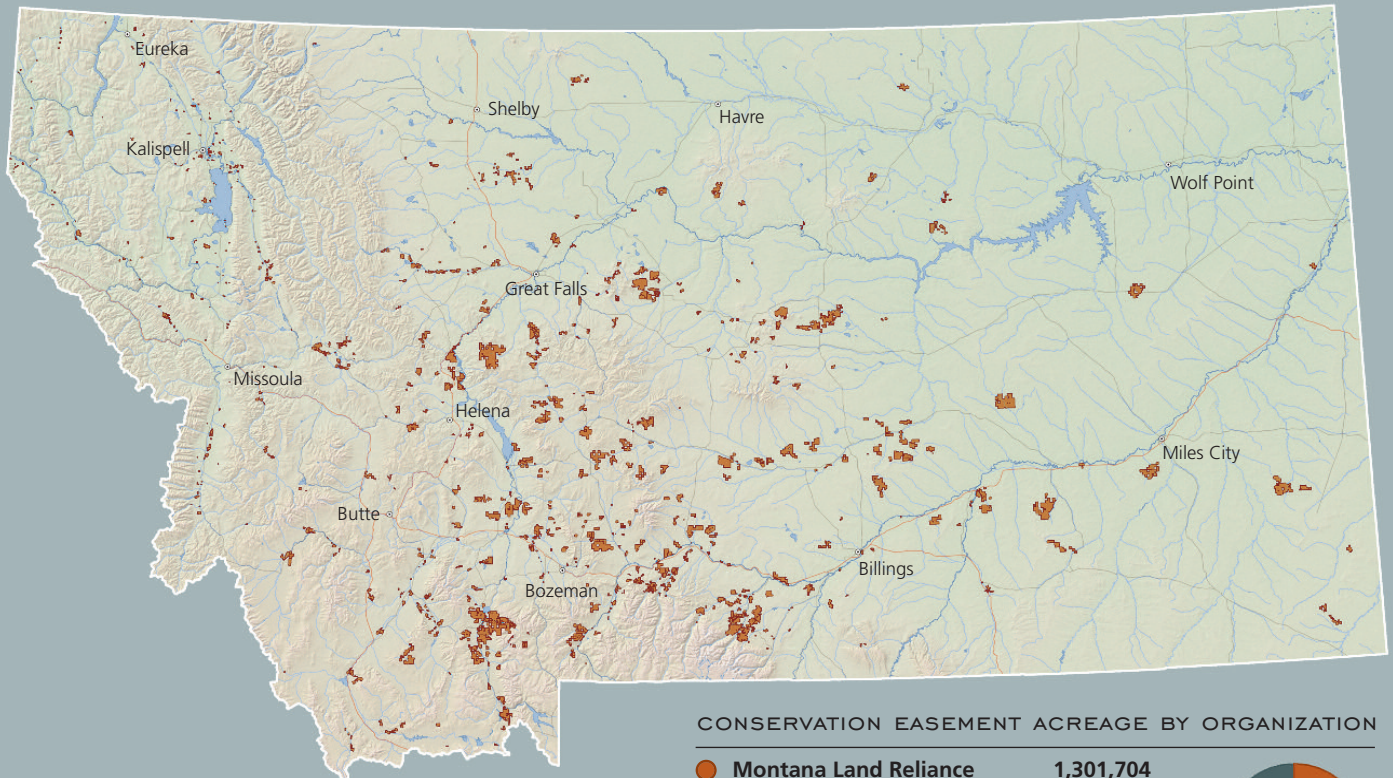 Eureka
Shelby
Havre
Kalispell
Wolf Point
Great Falls
Missoula
Helena
Miles City
Butte
Billings
Bozeman
CONSERVATION EASEMENT ACREAGE BY ORGANIZATION
Montana Land Reliance 1,301,704